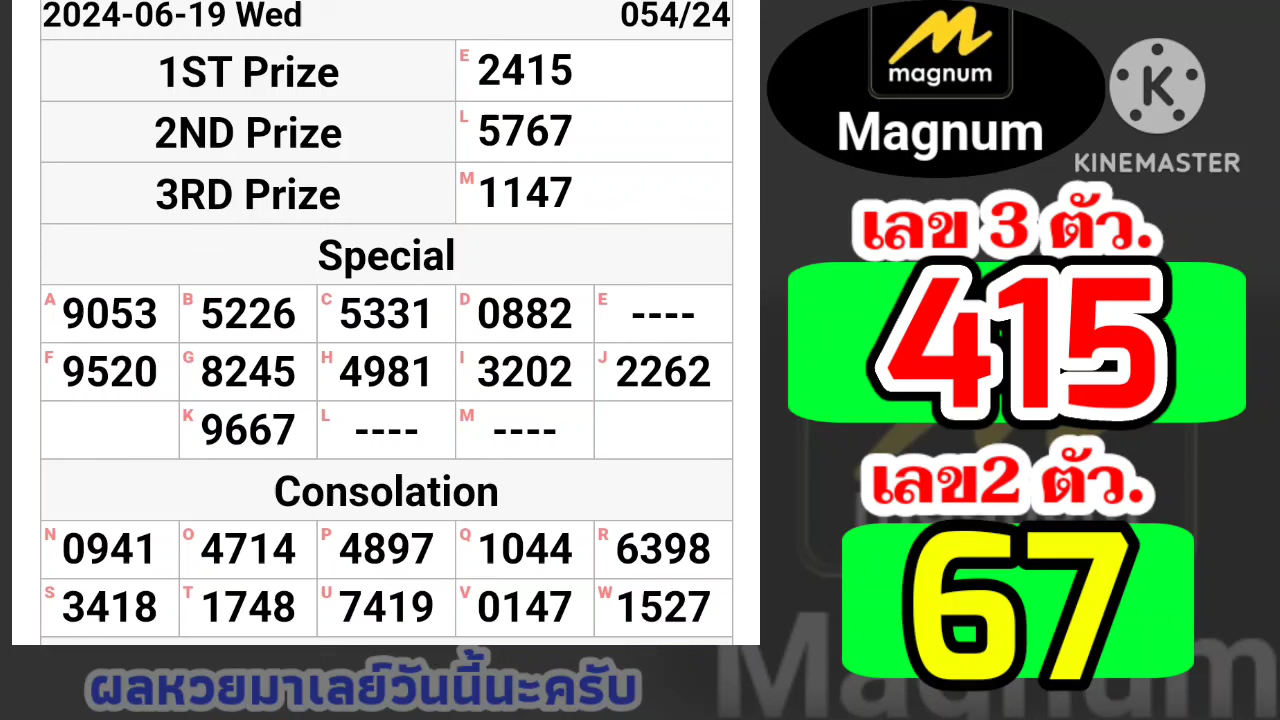 2024-06-19 Wed 054/24
1ST Prize E 2415
2ND Prize L 5767
3RD Prize M 1147
Special
A 9053 B 5226 C 5331 D 0882 E ----
F 9520 G 8245 H 4981 I 3202 J 2262
K 9667 L ---- M ----
Consolation
N 0941 O 4714 P 4897 Q 1044 R 6398
S 3418 T 1748 U 7419 V 0147 W 1527
ผลหวยมาเลย์วันนี้นะครับ
magnum
Magnum
K
KINEMASTER
เลข 3 ตัว.
415
เลข2 ตัว.
67
Magnum